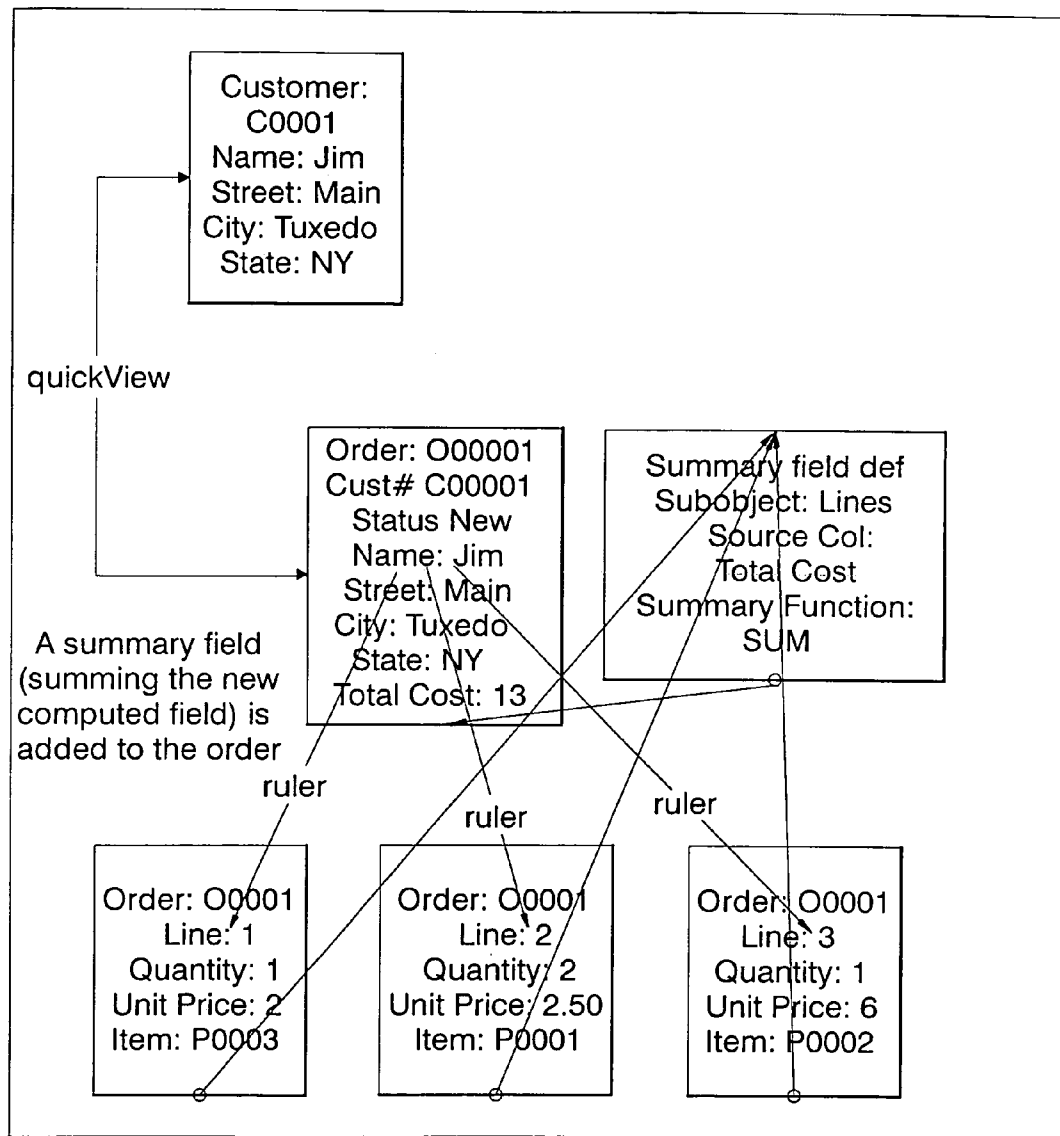 Customer:
C0001
Name: Jim
Street: Main
City: Tuxedo
State: NY
quickView
Order: O00001
Cust# C00001
Status New
Name: Jim
Street: Main
City: Tuxedo
State: NY
Total Cost: 13
Summary field def
Subobject: Lines
Source Col:
Total Cost
Summary Function:
SUM
A summary field
(summing the new
computed field) is
added to the order
ruler
ruler
ruler
Order: O0001
Line: 1
Quantity: 1
Unit Price: 2
Item: P0003
Order: O0001
Line: 2
Quantity: 2
Unit Price: 2.50
Item: P0001
Order: O0001
Line: 3
Quantity: 1
Unit Price: 6
Item: P0002